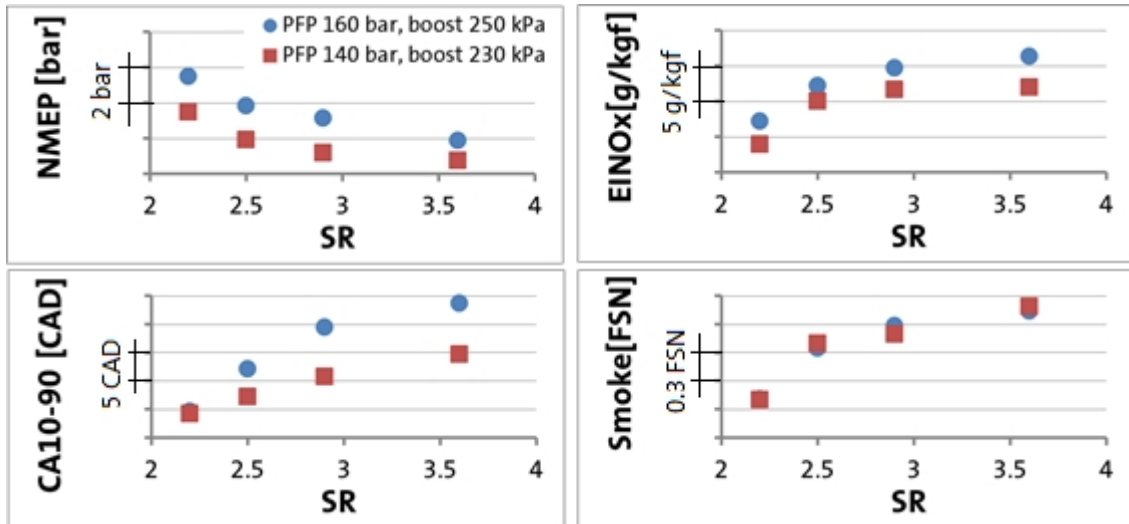 NMEP [bar]
2 bar
PFP 160 bar, boost 250 kPa
PFP 140 bar, boost 230 kPa
2 2.5 3 3.5 4
SR
EINOx[g/kgf]
5 g/kgf
2 2.5 3 3.5 4
SR
CA10-90 [CAD]
5 CAD
2 2.5 3 3.5 4
SR
Smoke[FSN]
0.3 FSN
2 2.5 3 3.5 4
SR